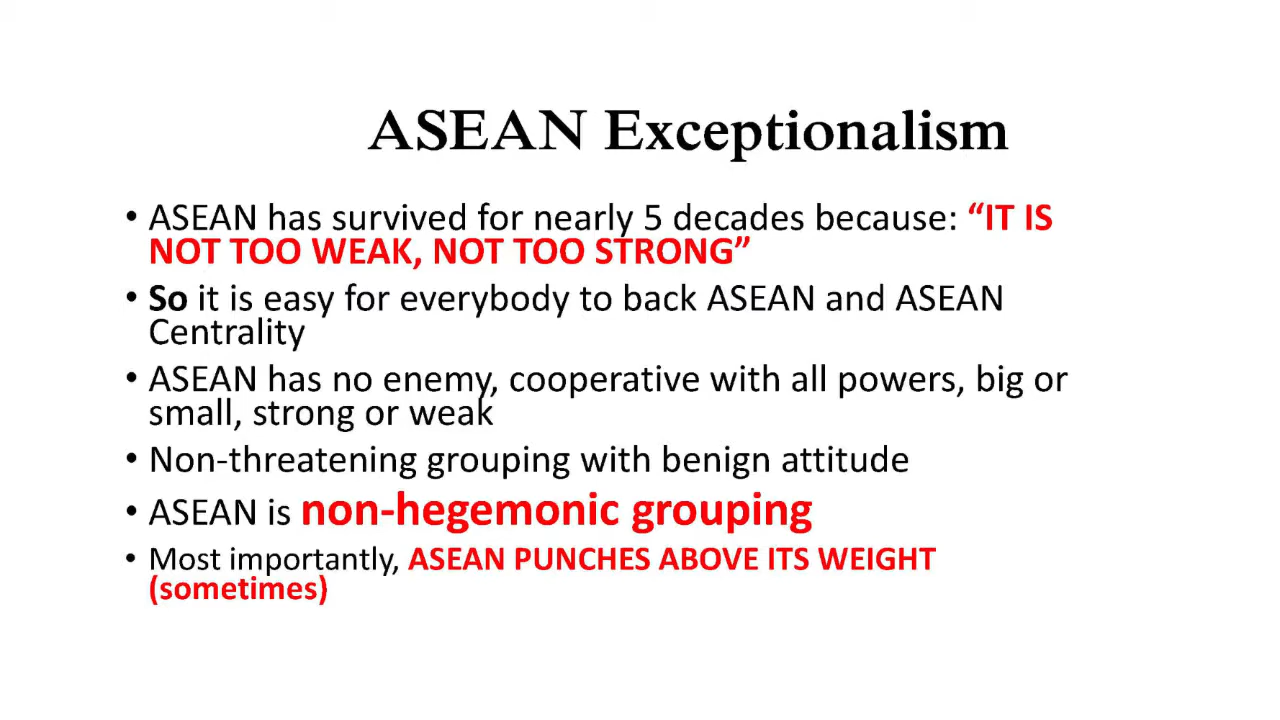 ASEAN Exceptionalism
• ASEAN has survived for nearly 5 decades because: “IT IS
NOT TOO WEAK, NOT TOO STRONG”
• So it is easy for everybody to back ASEAN and ASEAN
Centrality
• ASEAN has no enemy, cooperative with all powers, big or
small, strong or weak
• Non-threatening grouping with benign attitude
• ASEAN is non-hegemonic grouping
• Most importantly, ASEAN PUNCHES ABOVE ITS WEIGHT
(sometimes)